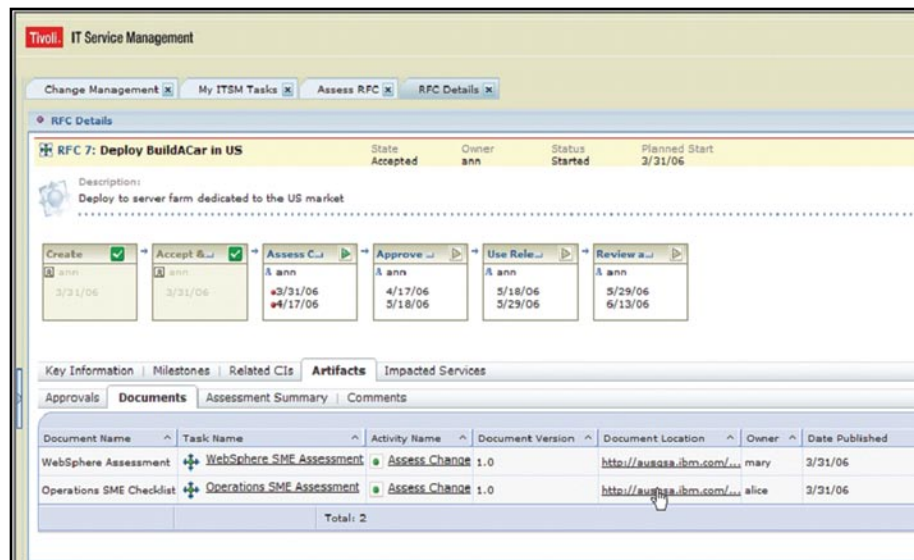 Tivoli. IT Service Management
Change Management My ITSM Tasks Assess RFC RFC Details
RFC Details
RFC 7: Deploy BuildACar in US
State Owner Status Planned Start
Accepted ann Started 3/31/06
Description:
Deploy to server farm dedicated to the US market
Create Accept &... Assess C... Approve ... Use Rele... Review a...
ann ann ann ann ann ann
3/31/06 3/31/06 3/31/06 4/17/06 5/18/06 5/29/06
4/17/06 5/18/06 5/29/06 6/13/06
Key Information | Milestones | Related CIs Artifacts Impacted Services
Approvals Documents Assessment Summary | Comments
Document Name Task Name Activity Name Document Version Document Location Owner Date Published
WebSphere Assessment WebSphere SME Assessment Assess Change 1.0 http://ausgsa.ibm.com/... mary 3/31/06
Operations SME Checklist Operations SME Assessment Assess Change 1.0 http://ausgsa.ibm.com/... alice 3/31/06
Total: 2